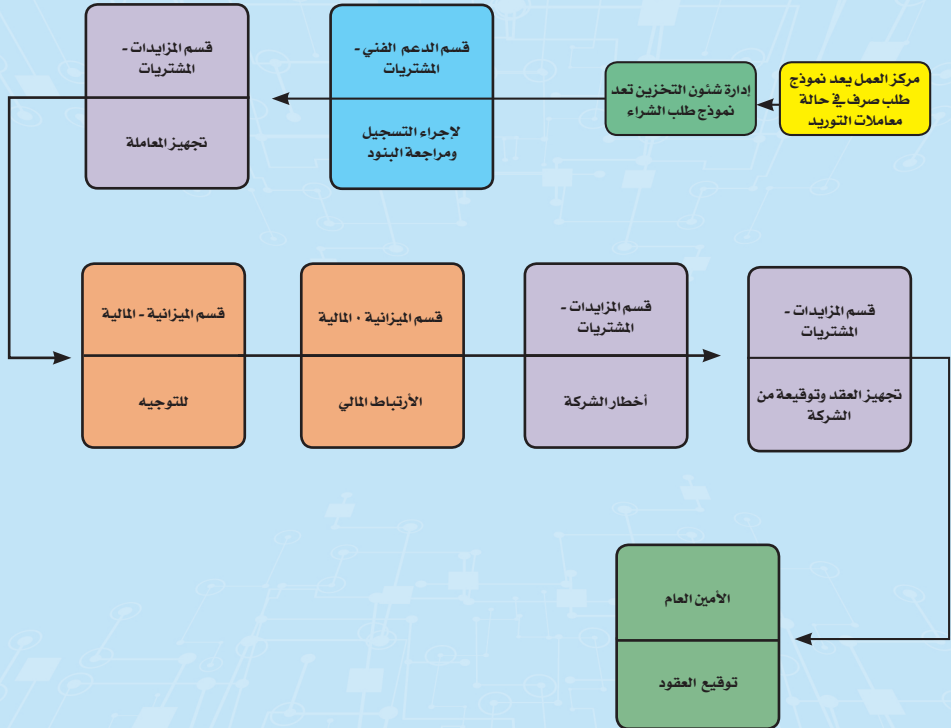 مركز العمل يعد نموذج
طلب صرف في حالة
معاملات التوريد
إدارة شئون التخزين تعد
نموذج طلب الشراء
قسم الدعم الفني -
المشتريات
لإجراء التسجيل
ومراجعة البنود
قسم المزايدات -
المشتريات
تجهيز المعاملة
قسم الميزانية - المالية
للتوجيه
قسم الميزانية . المالية
الأرتباط المالي
قسم المزايدات -
المشتريات
أخطار الشركة
قسم المزايدات -
المشتريات
تجهيز العقد وتوقيعة من
الشركة
الأمين العام
توقيع العقود